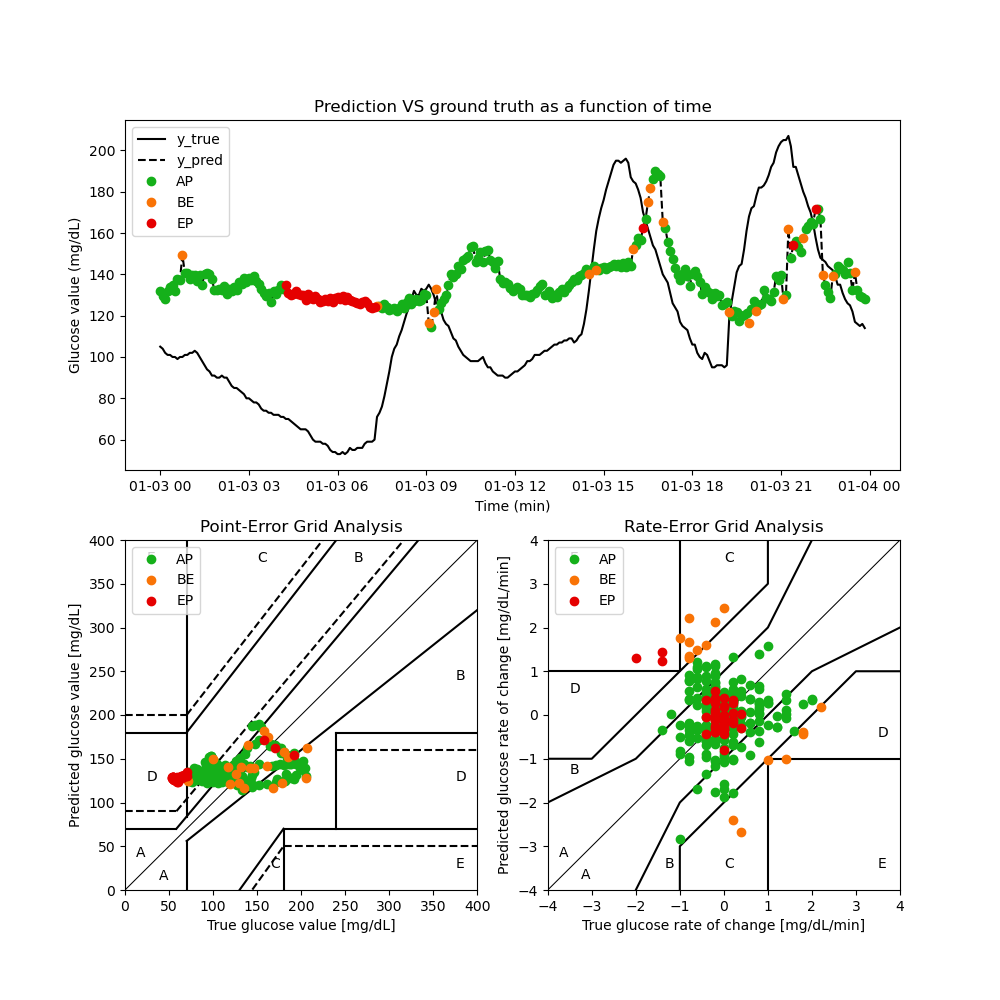 Prediction VS ground truth as a function of time
Glucose value (mg/dL)
200
180
160
140
120
100
80
60
y_true
y_pred
AP
BE
EP
01-03 00 01-03 03 01-03 06 01-03 09 01-03 12 01-03 15 01-03 18 01-03 21 01-04 00
Time (min)
Point-Error Grid Analysis
Predicted glucose value [mg/dL]
400
350
300
250
200
150
100
50
0
AP
BE
EP
C
B
B
D
D
A
A
C
E
0 50 100 150 200 250 300 350 400
True glucose value [mg/dL]
Rate-Error Grid Analysis
Predicted glucose rate of change [mg/dL/min]
4
3
2
1
0
−1
−2
−3
−4
AP
BE
EP
C
D
D
B
A
A
B
C
E
−4 −3 −2 −1 0 1 2 3 4
True glucose rate of change [mg/dL/min]